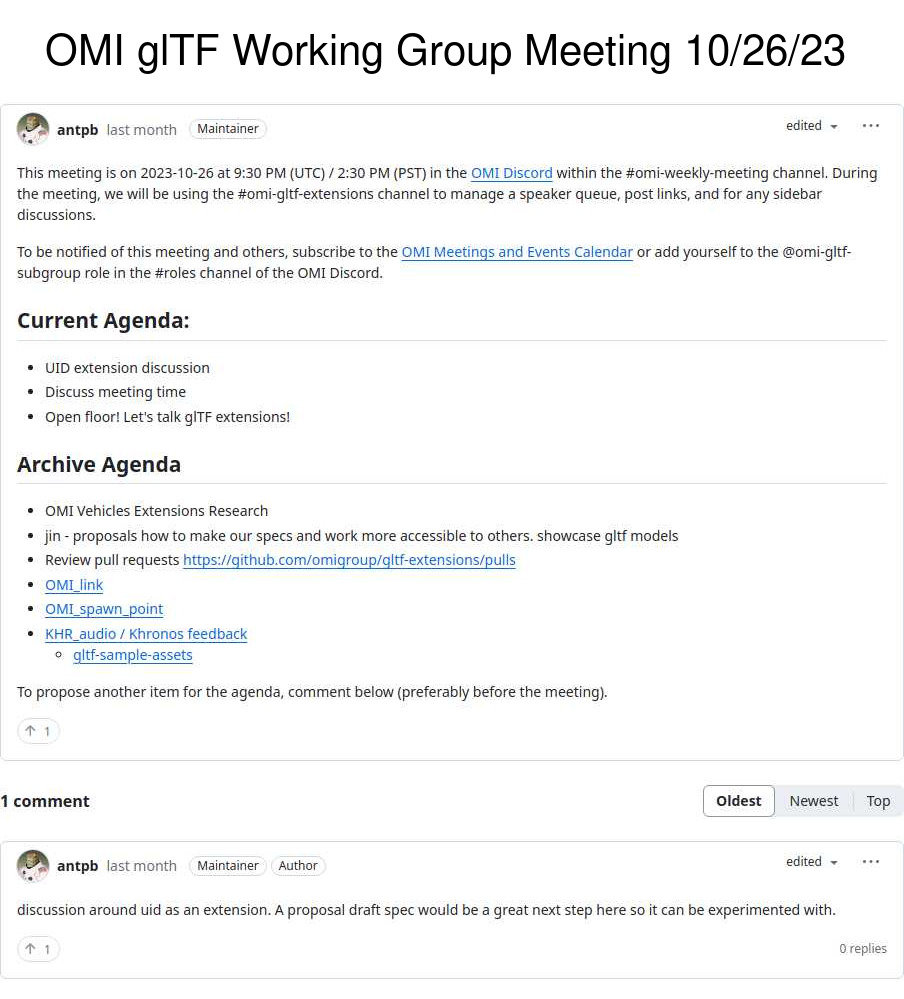 OMI glTF Working Group Meeting 10/26/23
antpb last month Maintainer edited
This meeting is on 2023-10-26 at 9:30 PM (UTC) / 2:30 PM (PST) in the OMI Discord within the #omi-weekly-meeting channel. During
the meeting, we will be using the #omi-gltf-extensions channel to manage a speaker queue, post links, and for any sidebar
discussions.
To be notified of this meeting and others, subscribe to the OMI Meetings and Events Calendar or add yourself to the @omi-gltf-
subgroup role in the #roles channel of the OMI Discord.
Current Agenda:
UID extension discussion
Discuss meeting time
Open floor! Let's talk glTF extensions!
Archive Agenda
OMI Vehicles Extensions Research
jin - proposals how to make our specs and work more accessible to others. showcase gltf models
Review pull requests https://github.com/omigroup/gltf-extensions/pulls
OMI_link
OMI_spawn_point
KHR_audio / Khronos feedback
gltf-sample-assets
To propose another item for the agenda, comment below (preferably before the meeting).
1
1 comment Oldest Newest Top
antpb last month Maintainer Author edited
discussion around uid as an extension. A proposal draft spec would be a great next step here so it can be experimented with.
1 0 replies